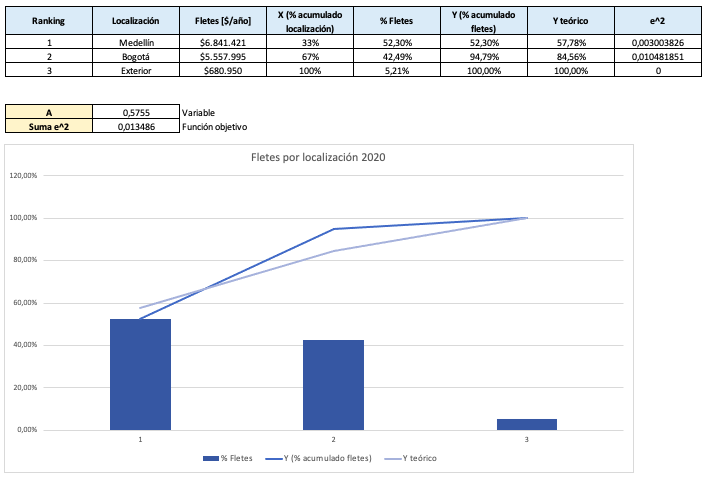 Ranking Localización Fletes [$/año] X (% acumulado localización) % Fletes Y (% acumulado fletes) Y teórico e^2
1 Medellín $6.841.421 33% 52,30% 52,30% 57,78% 0,003003826
2 Bogotá $5.557.995 67% 42,49% 94,79% 84,56% 0,010481851
3 Exterior $680.950 100% 5,21% 100,00% 100,00% 0
A 0,5755 Variable
Suma e^2 0,013486 Función objetivo
Fletes por localización 2020
120,00%
100,00%
80,00%
60,00%
40,00%
20,00%
0,00%
1 2 3
% Fletes Y (% acumulado fletes) Y teórico